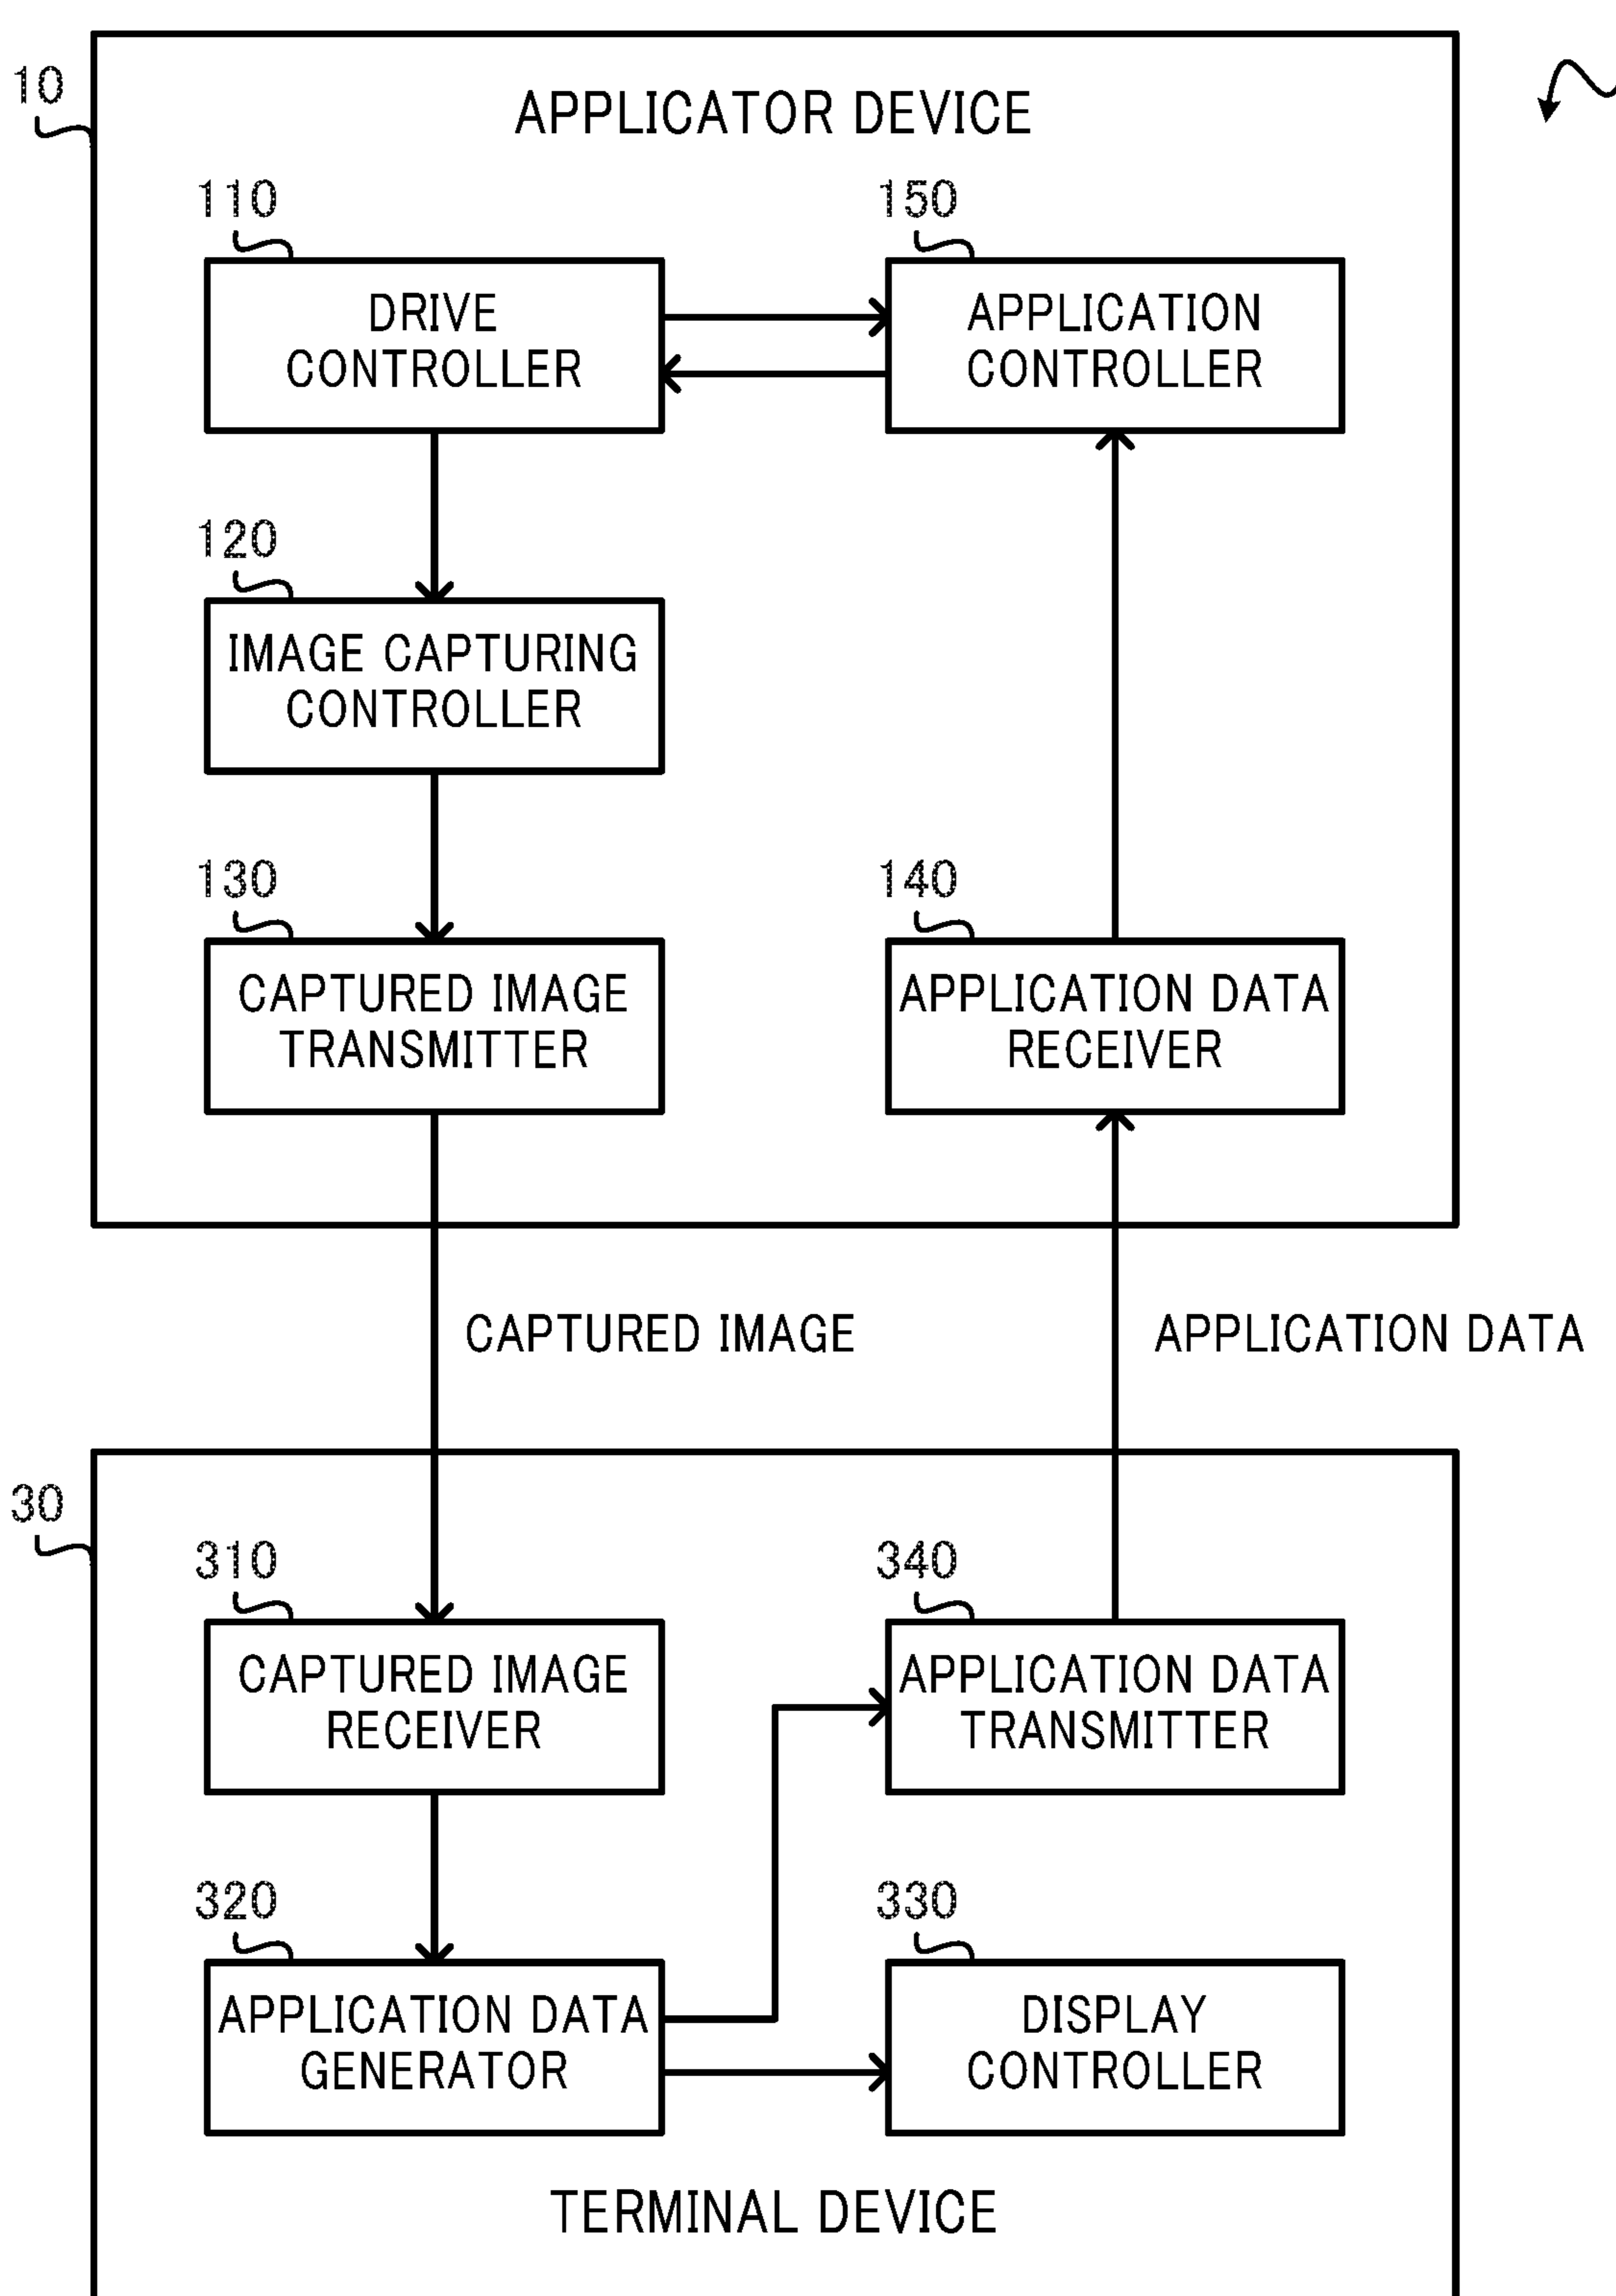 10
APPLICATOR DEVICE
110
150
DRIVE
CONTROLLER
APPLICATION
CONTROLLER
120
IMAGE CAPTURING
CONTROLLER
130
140
CAPTURED IMAGE
TRANSMITTER
APPLICATION DATA
RECEIVER
CAPTURED IMAGE
APPLICATION DATA
30
310
340
CAPTURED IMAGE
RECEIVER
APPLICATION DATA
TRANSMITTER
320
330
APPLICATION DATA
GENERATOR
DISPLAY
CONTROLLER
TERMINAL DEVICE